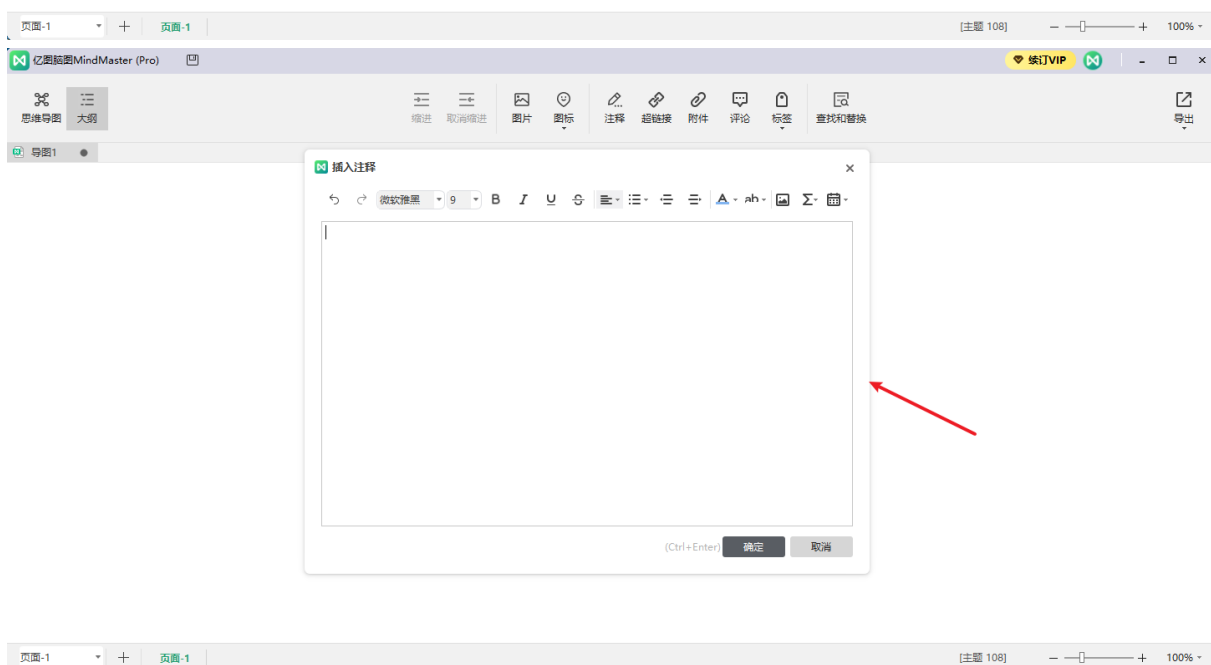 页面-1 页面-1 [主题 108] 100%
亿图脑图MindMaster (Pro) 续订VIP
思维导图 大纲 缩进 取消缩进 图片 图标 注释 超链接 附件 评论 标签 查找和替换 导出
导图1
插入注释
微软雅黑 9 B I U S A ab Σ
(Ctrl+Enter) 确定 取消
页面-1 页面-1 [主题 108] 100%